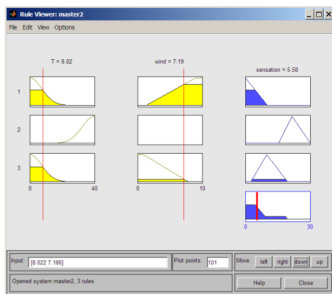 Rule Viewer: master2
File Edit View Options
T = 8.02
wind = 7.19
sensation = 5.58
1
2
3
0 40
0 10
0 30
Input: [8.022 7.186]
Plot points: 101
Move: left right down up
Opened system master2, 3 rules
Help Close